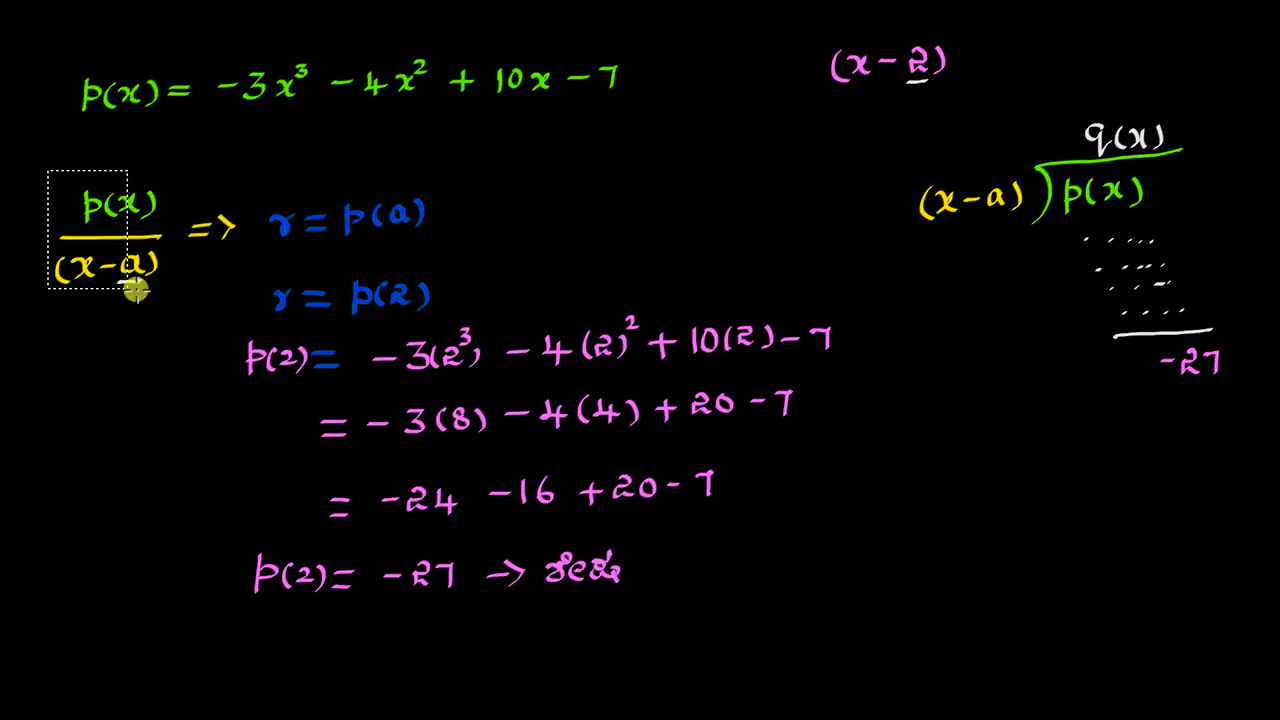 p(x) = -3x³ - 4x² + 10x - 7
(x - 2)
p(x)
(x - a)
=> r = p(a)
r = p(2)
p(2) = -3(2³) - 4(2)² + 10(2) - 7
= -3(8) - 4(4) + 20 - 7
= -24 -16 +20 - 7
p(2) = -27 -> ಶೇಷ
q(x)
(x - a) ) p(x)
-27